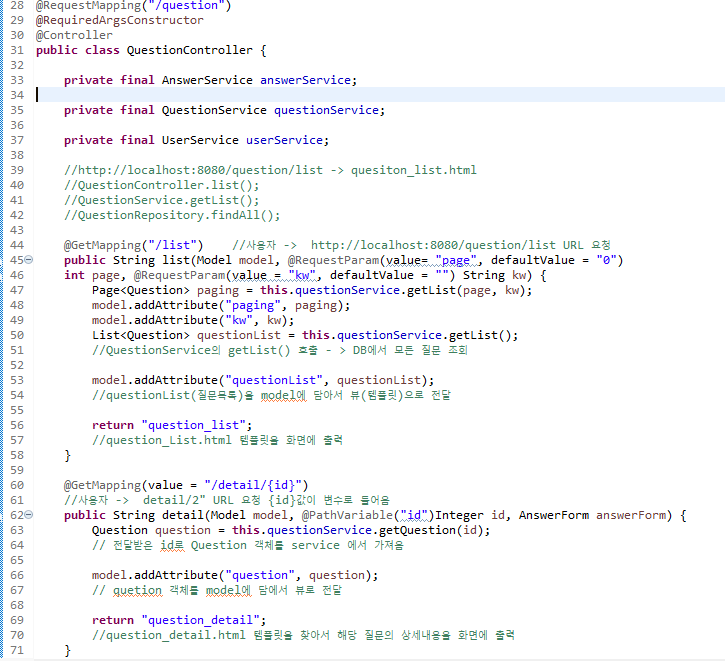 28 @RequestMapping("/question")
29 @RequiredArgsConstructor
30 @Controller
31 public class QuestionController {
32
33     private final AnswerService answerService;
34
35     private final QuestionService questionService;
36
37     private final UserService userService;
38
39     //http://localhost:8080/question/list -> quesiton_list.html
40     //QuestionController.list();
41     //QuestionService.getList();
42     //QuestionRepository.findAll();
43
44     @GetMapping("/list")    //사용자 ->  http://localhost:8080/question/list URL 요청
45     public String list(Model model, @RequestParam(value= "page", defaultValue = "0")
46 int page, @RequestParam(value = "kw", defaultValue = "") String kw) {
47         Page<Question> paging = this.questionService.getList(page, kw);
48         model.addAttribute("paging", paging);
49         model.addAttribute("kw", kw);
50         List<Question> questionList = this.questionService.getList();
51         //QuestionService의 getList() 호출 - > DB에서 모든 질문 조회
52
53         model.addAttribute("questionList", questionList);
54         //questionList(질문목록)을 model에 담아서 뷰(템플릿)으로 전달
55
56         return "question_list";
57         //question_List.html 템플릿을 화면에 출력
58     }
59
60     @GetMapping(value = "/detail/{id}")
61     //사용자 ->  detail/2" URL 요청 {id}값이 변수로 들어옴
62     public String detail(Model model, @PathVariable("id")Integer id, AnswerForm answerForm) {
63         Question question = this.questionService.getQuestion(id);
64         // 전달받은 id로 Question 객체를 service 에서 가져옴
65
66         model.addAttribute("question", question);
67         // quetion 객체를 model에 담에서 뷰로 전달
68
69         return "question_detail";
70         //question_detail.html 템플릿을 찾아서 해당 질문의 상세내용을 화면에 출력
71     }